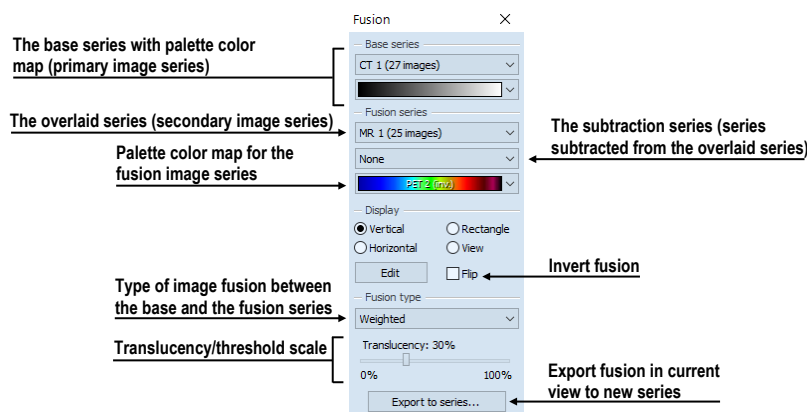 Fusion
Base series
The base series with palette color
map (primary image series)
CT 1 (27 images)
Fusion series
The overlaid series (secondary image series)
MR 1 (25 images)
The subtraction series (series
subtracted from the overlaid series)
None
Palette color map for the
fusion image series
PET 2 (inv.)
Display
Vertical
Rectangle
Horizontal
View
Edit
Flip
Invert fusion
Fusion type
Type of image fusion between
the base and the fusion series
Weighted
Translucency/threshold scale
Translucency: 30%
0%
100%
Export fusion in current
view to new series
Export to series...